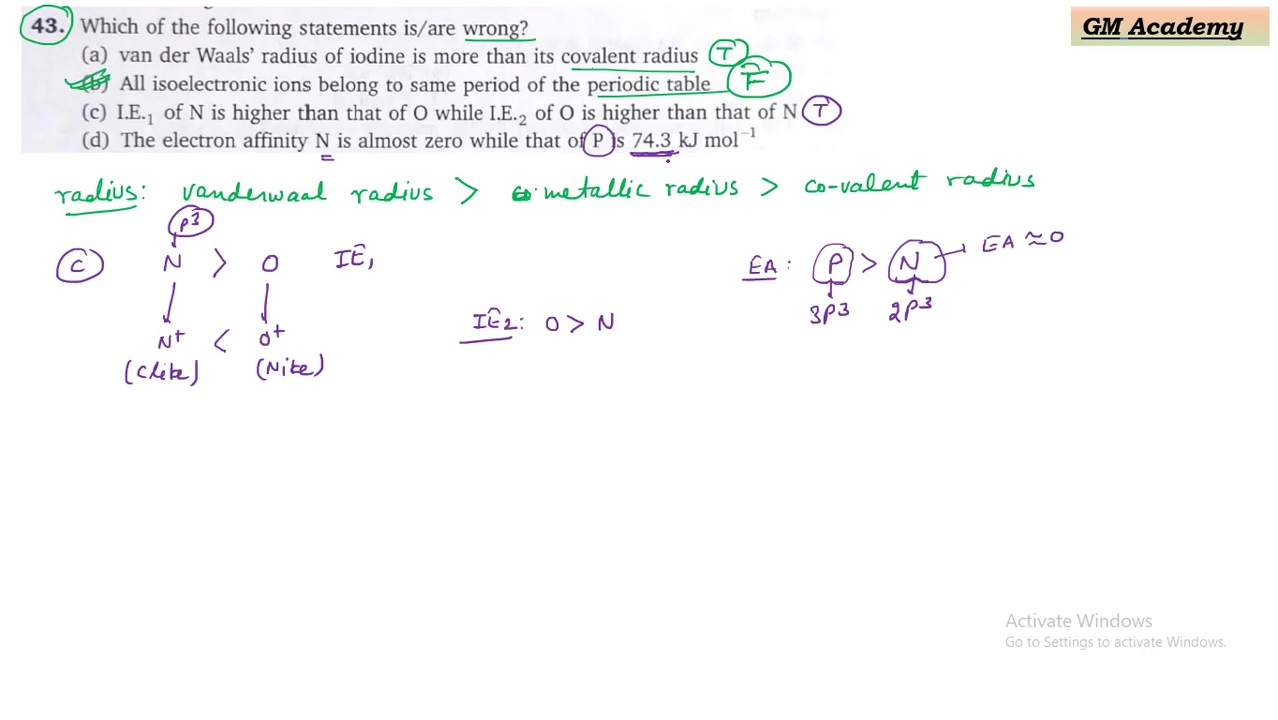 43. Which of the following statements is/are wrong?
GM Academy
(a) van der Waals' radius of iodine is more than its covalent radius T
(b) All isoelectronic ions belong to same period of the periodic table F
(c) I.E.₁ of N is higher than that of O while I.E.₂ of O is higher than that of N T
(d) The electron affinity N is almost zero while that of P is 74.3 kJ mol⁻¹
radius: vanderwaal radius > metallic radius > co-valent radius
p3
C N > O IE₁
EA: P > N → EA ≈ 0
3p3 2p3
IE₂: O > N
N⁺ < O⁺
(C like) (N like)
Activate Windows
Go to Settings to activate Windows.